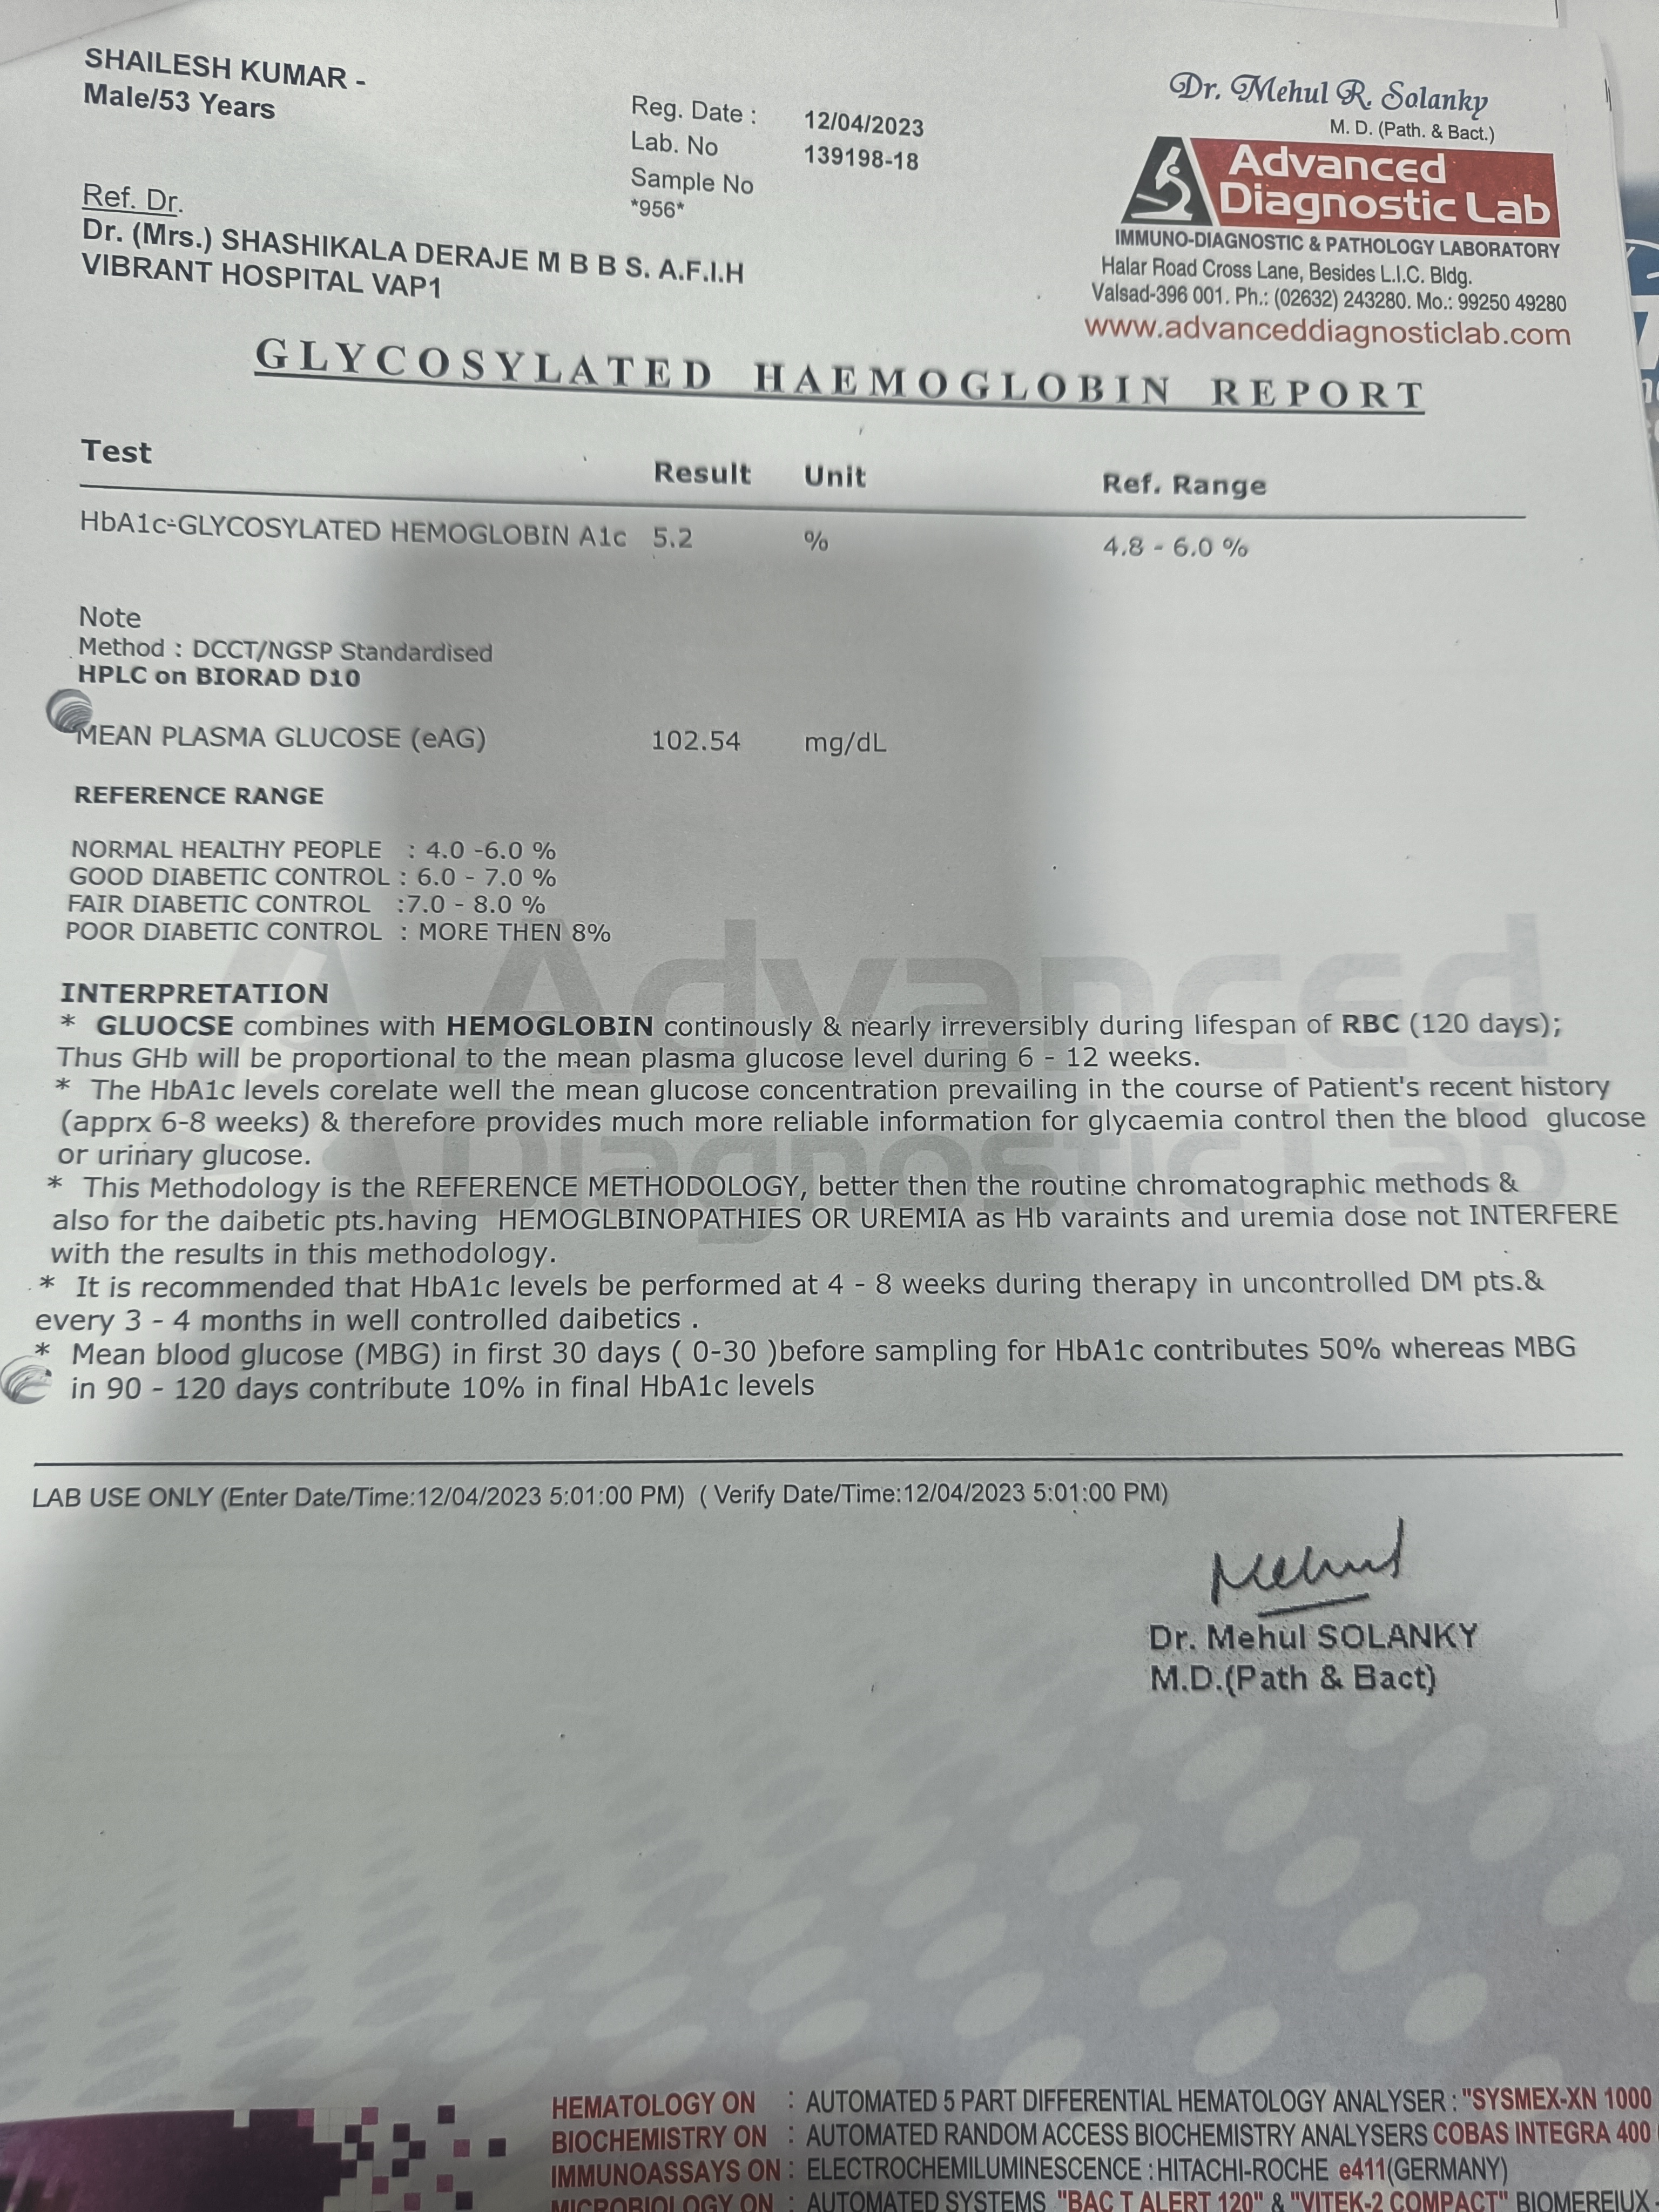 SHAILESH KUMAR -
Male/53 Years
Reg. Date : 12/04/2023
Lab. No 139198-18
Sample No
*956*
Ref. Dr.
Dr. (Mrs.) SHASHIKALA DERAJE M B B S. A.F.I.H
VIBRANT HOSPITAL VAP1
Dr. Mehul R. Solanky
M. D. (Path. & Bact.)
Advanced
Diagnostic Lab
IMMUNO-DIAGNOSTIC & PATHOLOGY LABORATORY
Halar Road Cross Lane, Besides L.I.C. Bldg.
Valsad-396 001. Ph.: (02632) 243280. Mo.: 99250 49280
www.advanceddiagnosticlab.com
GLYCOSYLATED HAEMOGLOBIN REPORT
Test Result Unit Ref. Range
HbA1c-GLYCOSYLATED HEMOGLOBIN A1c 5.2 % 4.8 - 6.0 %
Note
Method : DCCT/NGSP Standardised
HPLC on BIORAD D10
MEAN PLASMA GLUCOSE (eAG) 102.54 mg/dL
REFERENCE RANGE
NORMAL HEALTHY PEOPLE : 4.0 -6.0 %
GOOD DIABETIC CONTROL : 6.0 - 7.0 %
FAIR DIABETIC CONTROL :7.0 - 8.0 %
POOR DIABETIC CONTROL : MORE THEN 8%
Advanced
Diagnostic Lab
INTERPRETATION
* GLUOCSE combines with HEMOGLOBIN continously & nearly irreversibly during lifespan of RBC (120 days);
Thus GHb will be proportional to the mean plasma glucose level during 6 - 12 weeks.
* The HbA1c levels corelate well the mean glucose concentration prevailing in the course of Patient's recent history
(apprx 6-8 weeks) & therefore provides much more reliable information for glycaemia control then the blood glucose
or urinary glucose.
* This Methodology is the REFERENCE METHODOLOGY, better then the routine chromatographic methods &
also for the daibetic pts.having HEMOGLBINOPATHIES OR UREMIA as Hb varaints and uremia dose not INTERFERE
with the results in this methodology.
* It is recommended that HbA1c levels be performed at 4 - 8 weeks during therapy in uncontrolled DM pts.&
every 3 - 4 months in well controlled daibetics .
* Mean blood glucose (MBG) in first 30 days ( 0-30 )before sampling for HbA1c contributes 50% whereas MBG
in 90 - 120 days contribute 10% in final HbA1c levels
LAB USE ONLY (Enter Date/Time:12/04/2023 5:01:00 PM) ( Verify Date/Time:12/04/2023 5:01:00 PM)
Mehul
Dr. Mehul SOLANKY
M.D.(Path & Bact)
HEMATOLOGY ON : AUTOMATED 5 PART DIFFERENTIAL HEMATOLOGY ANALYSER : "SYSMEX-XN 1000
BIOCHEMISTRY ON : AUTOMATED RANDOM ACCESS BIOCHEMISTRY ANALYSERS COBAS INTEGRA 400
IMMUNOASSAYS ON : ELECTROCHEMILUMINESCENCE : HITACHI-ROCHE e411(GERMANY)
MICROBIOLOGY ON : AUTOMATED SYSTEMS "BAC T ALERT 120" & "VITEK-2 COMPACT" BIOMEREIUX